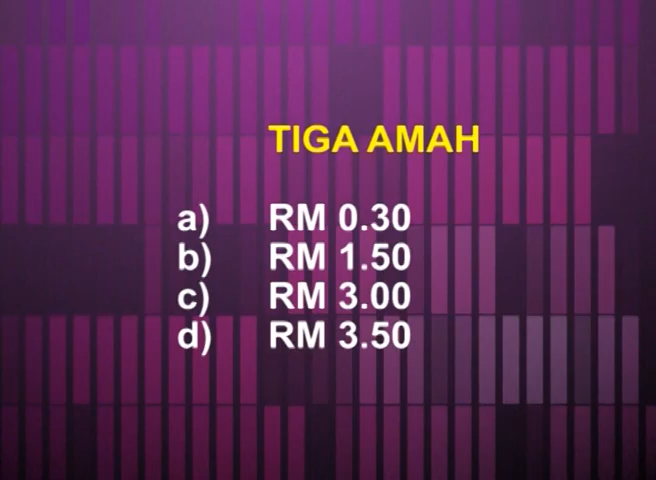 TIGA AMAH
a) RM 0.30
b) RM 1.50
c) RM 3.00
d) RM 3.50